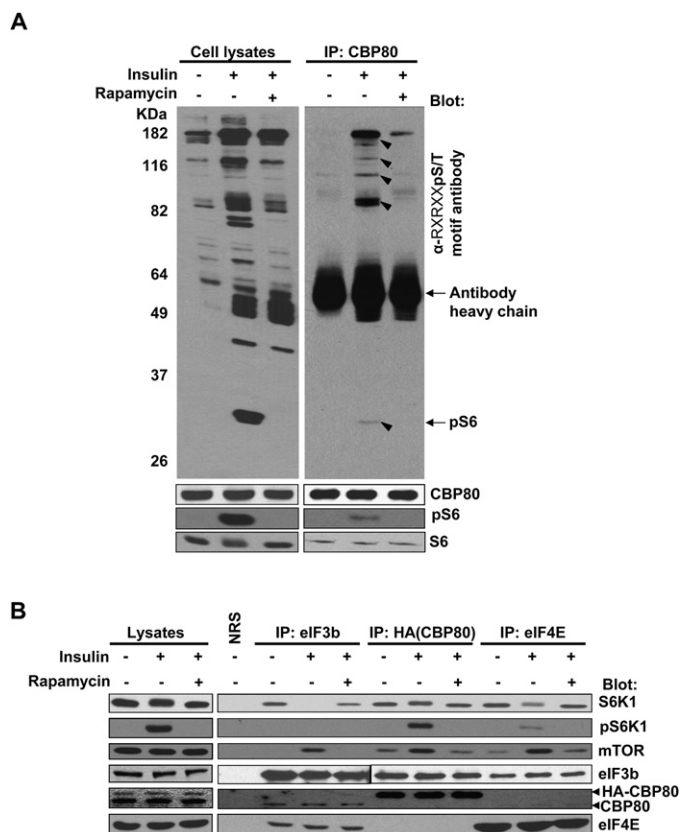 A
Cell lysates IP: CBP80
Insulin - + + - + +
Rapamycin - - + - - + Blot:
KDa
182
116
82
64
49
37
26
α-RXRXXpS/T
motif antibody
Antibody
heavy chain
pS6
CBP80
pS6
S6
B
Lysates NRS IP: eIF3b IP: HA(CBP80) IP: eIF4E
Insulin - + + - - + + - + + - + +
Rapamycin - - + - - - + - - + - - + Blot:
S6K1
pS6K1
mTOR
eIF3b
HA-CBP80
CBP80
eIF4E